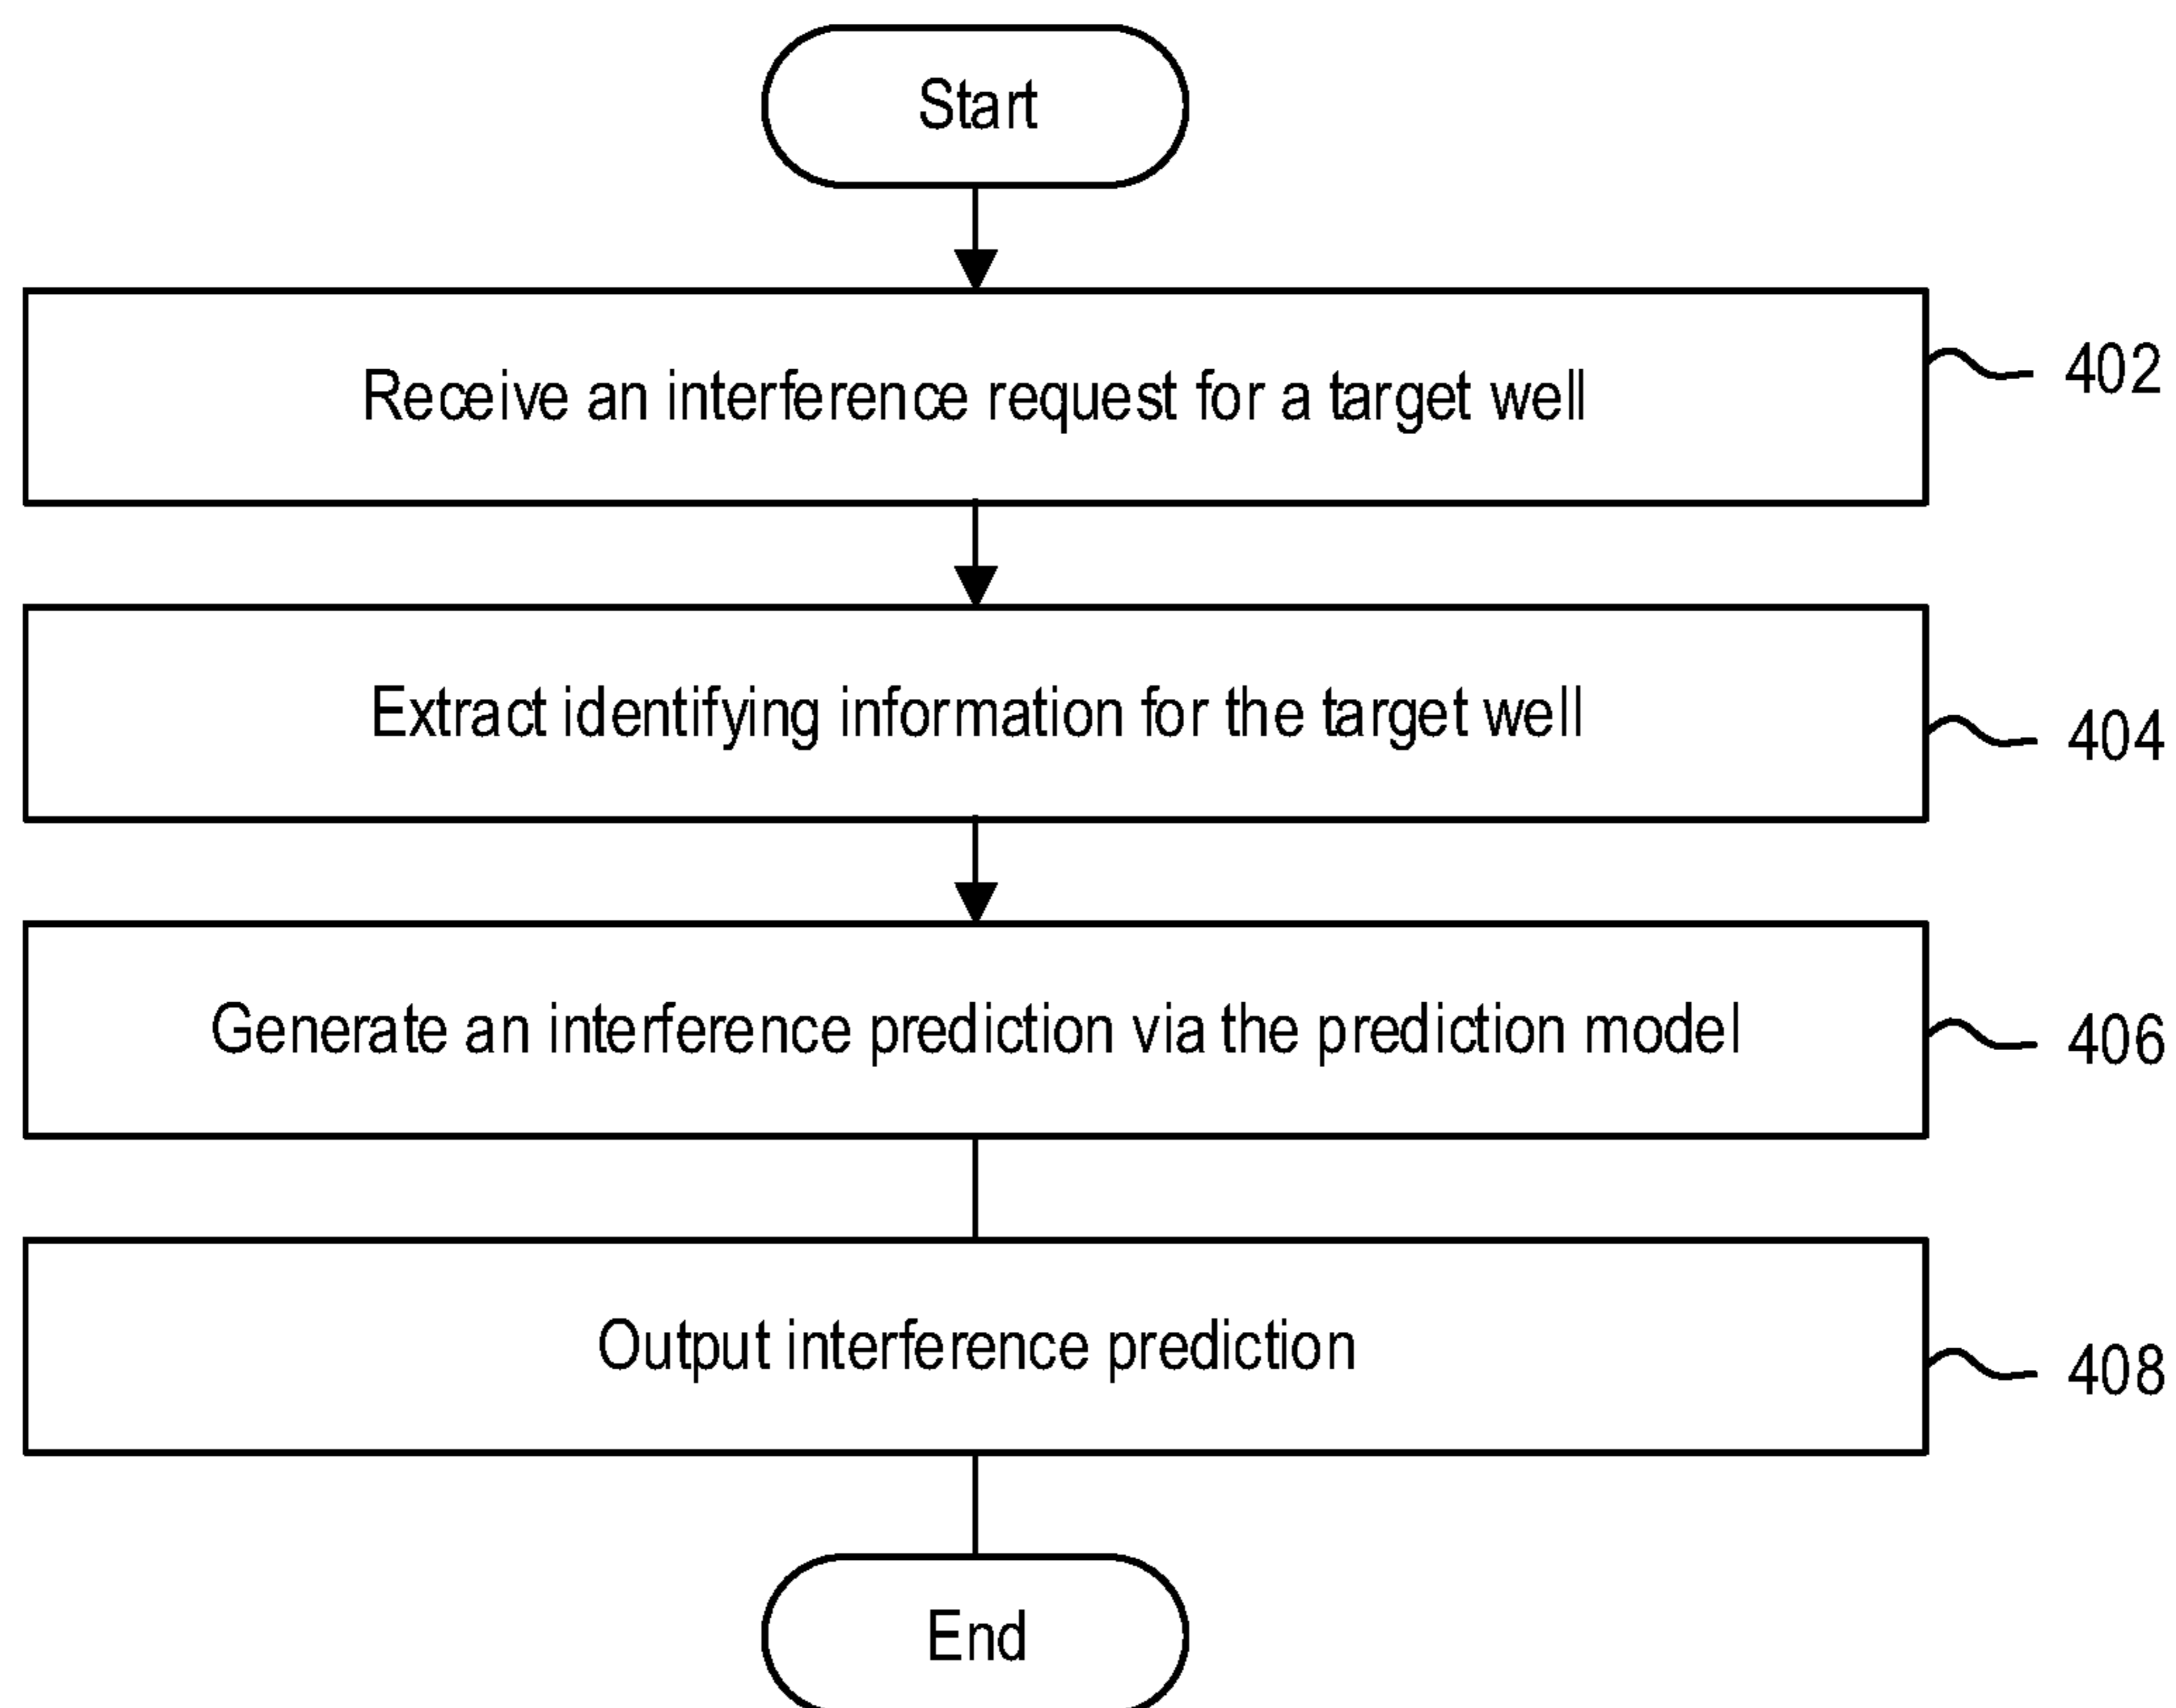 Start
Receive an interference request for a target well
402
Extract identifying information for the target well
404
Generate an interference prediction via the prediction model
406
Output interference prediction
408
End